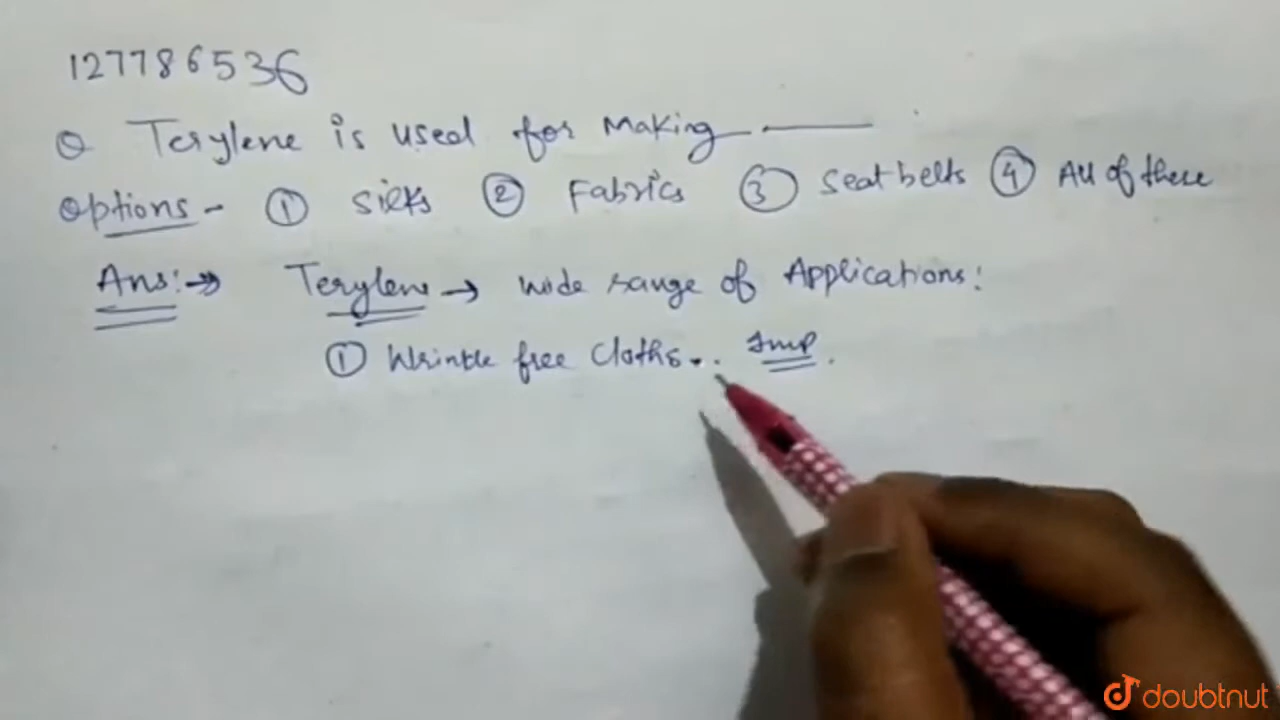 127786536
Q Terylene is used for Making
Options - ① Silks ② Fabrics ③ Seat belts ④ All of these
Ans:→ Terylene → wide range of Applications:
① Wrinkle free Cloths.. Imp.
doubtnut